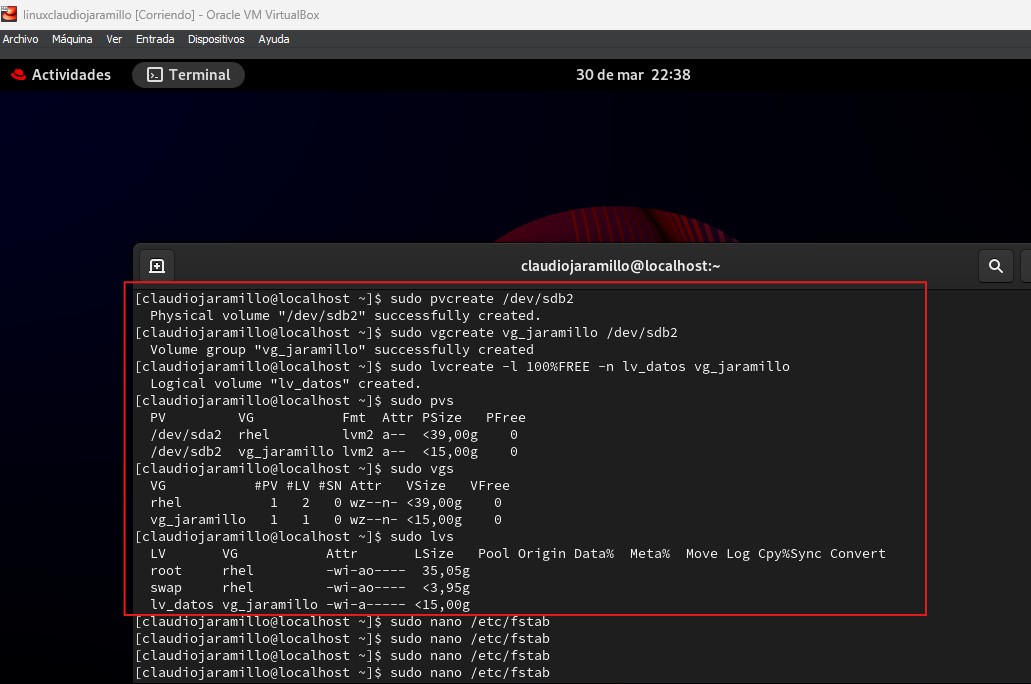 linuxclaudiojaramillo [Corriendo] - Oracle VM VirtualBox
Archivo Máquina Ver Entrada Dispositivos Ayuda
Actividades Terminal 30 de mar 22:38
claudiojaramillo@localhost:~
[claudiojaramillo@localhost ~]$ sudo pvcreate /dev/sdb2
  Physical volume "/dev/sdb2" successfully created.
[claudiojaramillo@localhost ~]$ sudo vgcreate vg_jaramillo /dev/sdb2
  Volume group "vg_jaramillo" successfully created
[claudiojaramillo@localhost ~]$ sudo lvcreate -l 100%FREE -n lv_datos vg_jaramillo
  Logical volume "lv_datos" created.
[claudiojaramillo@localhost ~]$ sudo pvs
  PV         VG           Fmt  Attr PSize   PFree
  /dev/sda2  rhel         lvm2 a--  <39,00g    0
  /dev/sdb2  vg_jaramillo lvm2 a--  <15,00g    0
[claudiojaramillo@localhost ~]$ sudo vgs
  VG           #PV #LV #SN Attr   VSize   VFree
  rhel           1   2   0 wz--n- <39,00g    0
  vg_jaramillo   1   1   0 wz--n- <15,00g    0
[claudiojaramillo@localhost ~]$ sudo lvs
  LV       VG           Attr       LSize   Pool Origin Data%  Meta%  Move Log Cpy%Sync Convert
  root     rhel         -wi-ao----  35,05g
  swap     rhel         -wi-ao----  <3,95g
  lv_datos vg_jaramillo -wi-a----- <15,00g
[claudiojaramillo@localhost ~]$ sudo nano /etc/fstab
[claudiojaramillo@localhost ~]$ sudo nano /etc/fstab
[claudiojaramillo@localhost ~]$ sudo nano /etc/fstab
[claudiojaramillo@localhost ~]$ sudo nano /etc/fstab